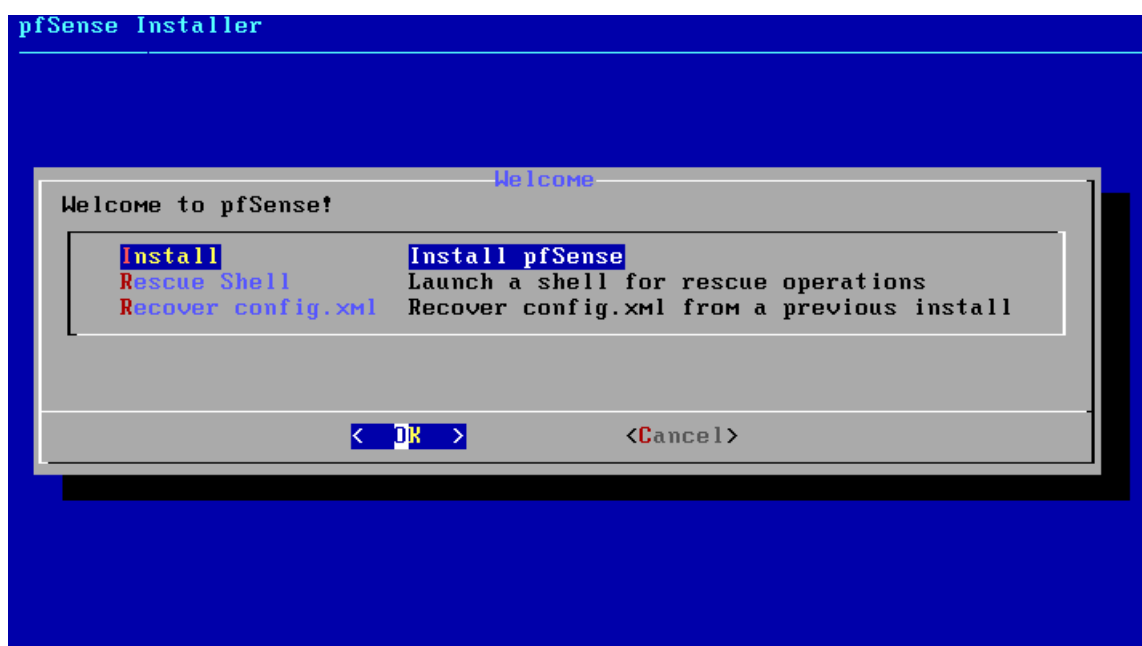 pfSense Installer
Welcome
Welcome to pfSense!
Install Install pfSense
Rescue Shell Launch a shell for rescue operations
Recover config.xml Recover config.xml from a previous install
< OK > <Cancel>